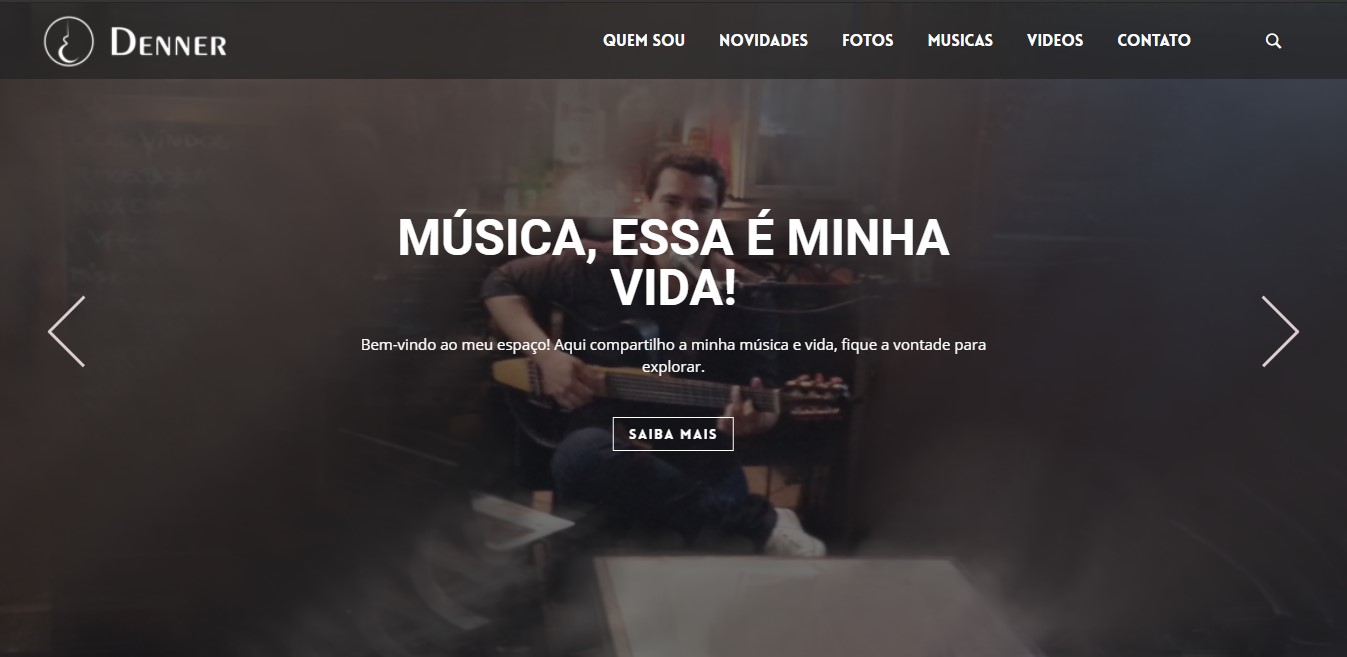 Denner
QUEM SOU NOVIDADES FOTOS MUSICAS VIDEOS CONTATO
MÚSICA, ESSA É MINHA
VIDA!
Bem-vindo ao meu espaço! Aqui compartilho a minha música e vida, fique a vontade para
explorar.
SAIBA MAIS